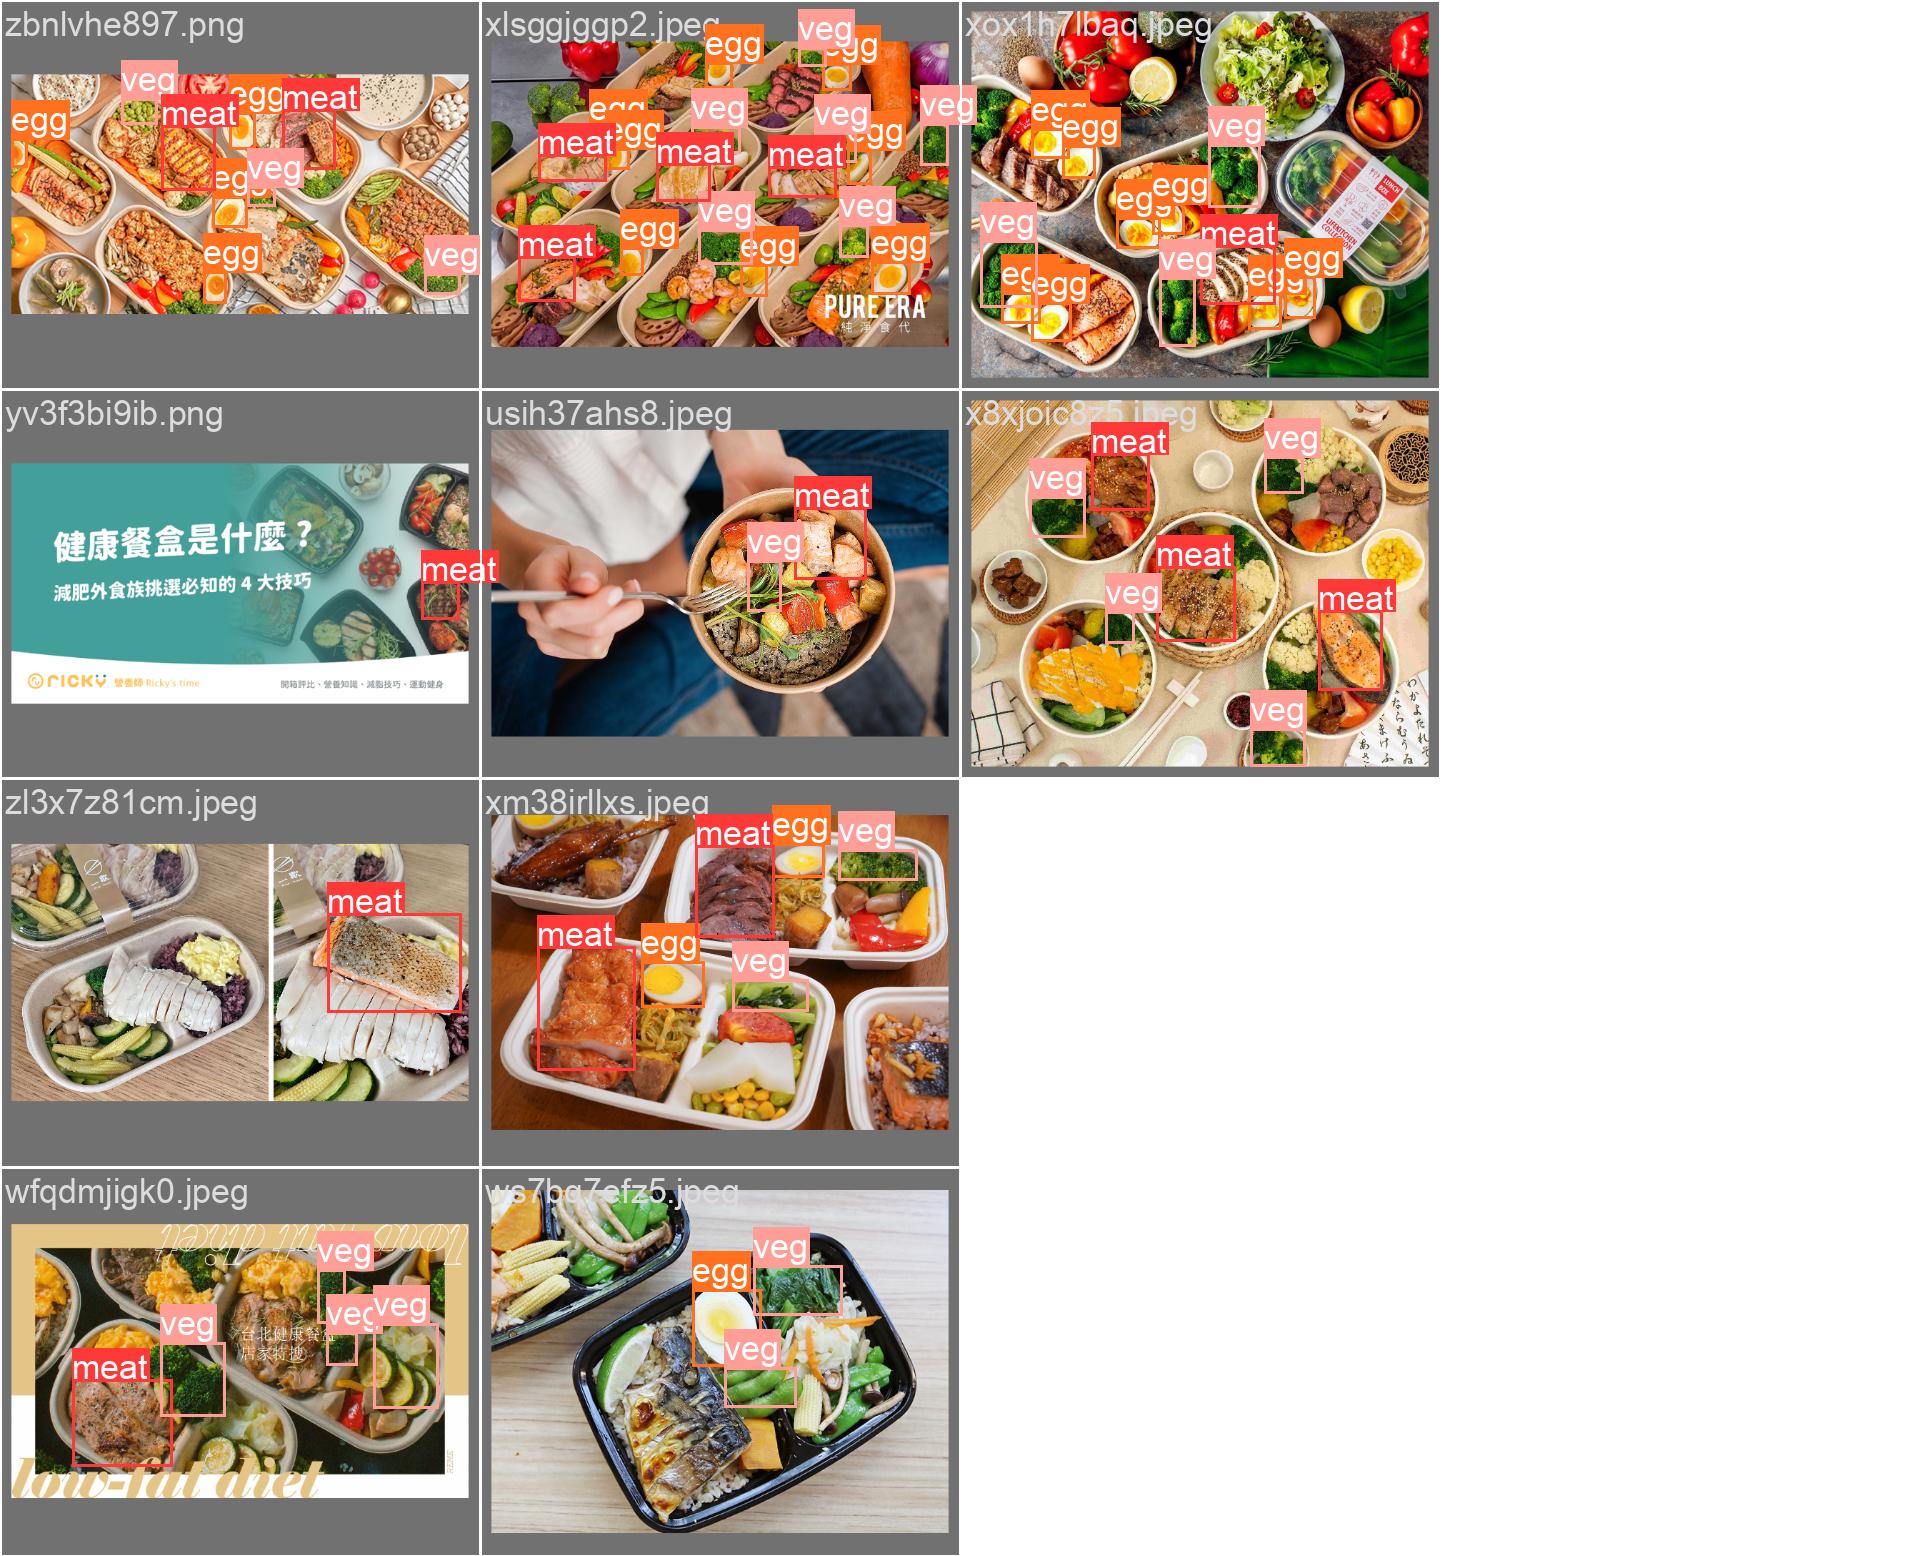 zbnlvhe897.png
veg
egg
meat
egg
meat
egg
veg
egg
veg
xlsggjggp2.jpeg
egg
veg
egg
egg
egg
veg
veg
egg
veg
meat
meat
meat
veg
veg
meat
egg
egg
egg
PURE ERA
純淨食代
xox1h7lbaq.jpeg
egg
egg
veg
egg
egg
veg
meat
veg
egg
egg
egg
egg
LUNCH BOX
LIFEKITCHEN
COLLECTION
yv3f3bi9ib.png
健康餐盒是什麼？
減肥外食族挑選必知的 4 大技巧
meat
RICKY 營養師 Ricky's time
開箱評比、營養知識、減脂技巧、運動健身
usih37ahs8.jpeg
meat
veg
x8xjoic8z5.jpeg
meat
veg
veg
meat
veg
meat
veg
zl3x7z81cm.jpeg
meat
xm38irllxs.jpeg
meat
egg
veg
meat
egg
veg
wfqdmjigk0.jpeg
veg
veg
veg
veg
meat
台北健康餐盒
店家特搜
low-fat diet
ws7bq7efz5.jpeg
veg
egg
veg